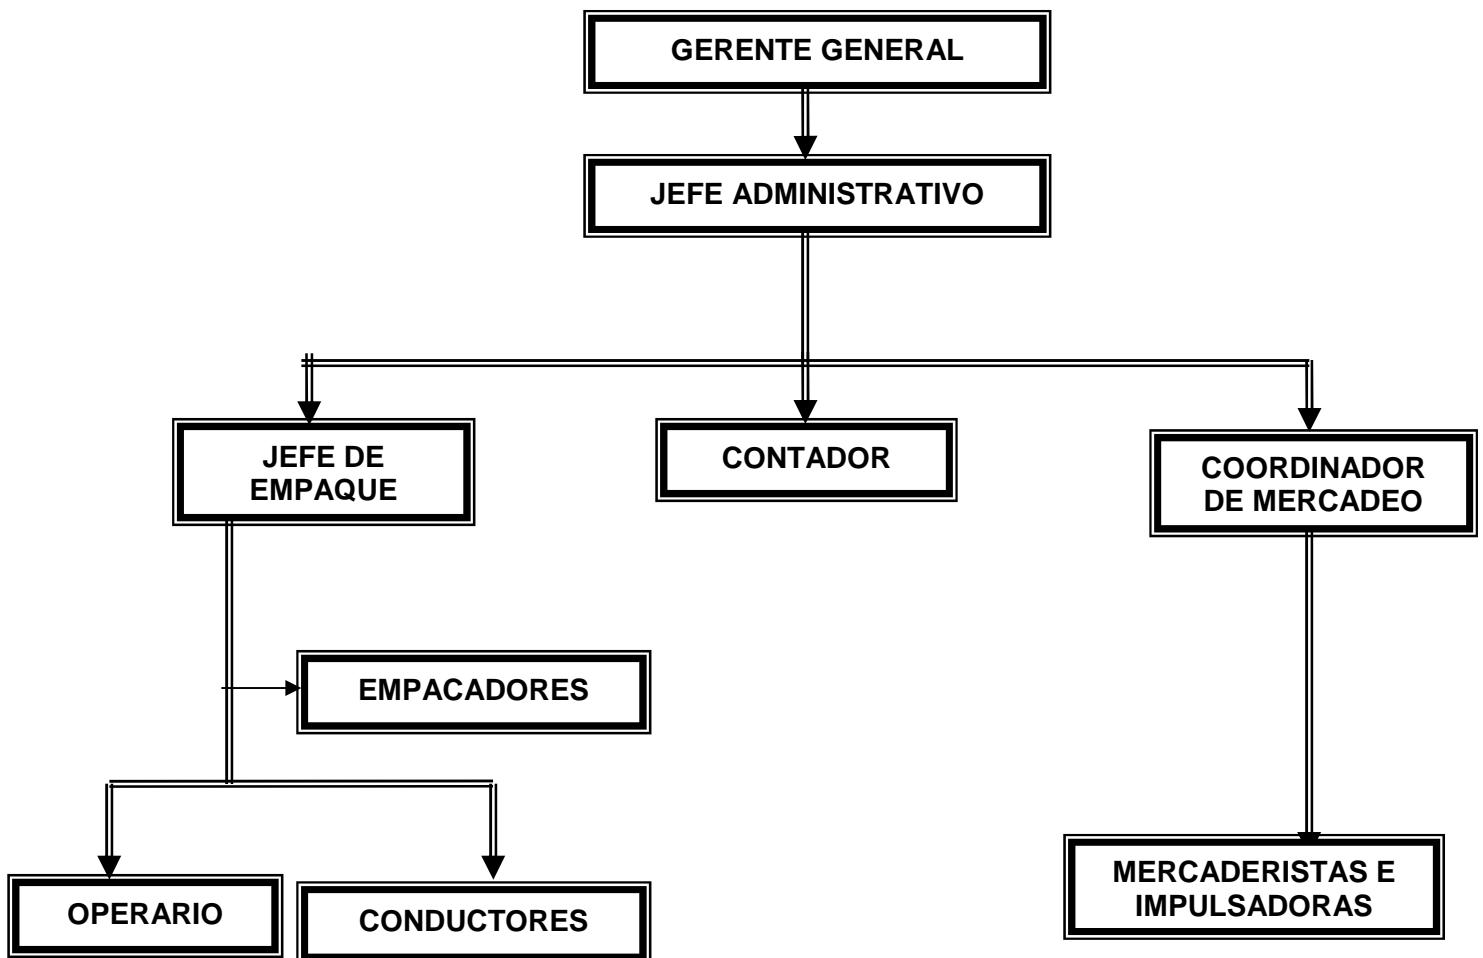 GERENTE GENERAL
JEFE ADMINISTRATIVO
JEFE DE
EMPAQUE
CONTADOR
COORDINADOR
DE MERCADEO
EMPACADORES
OPERARIO
CONDUCTORES
MERCADERISTAS E
IMPULSADORAS